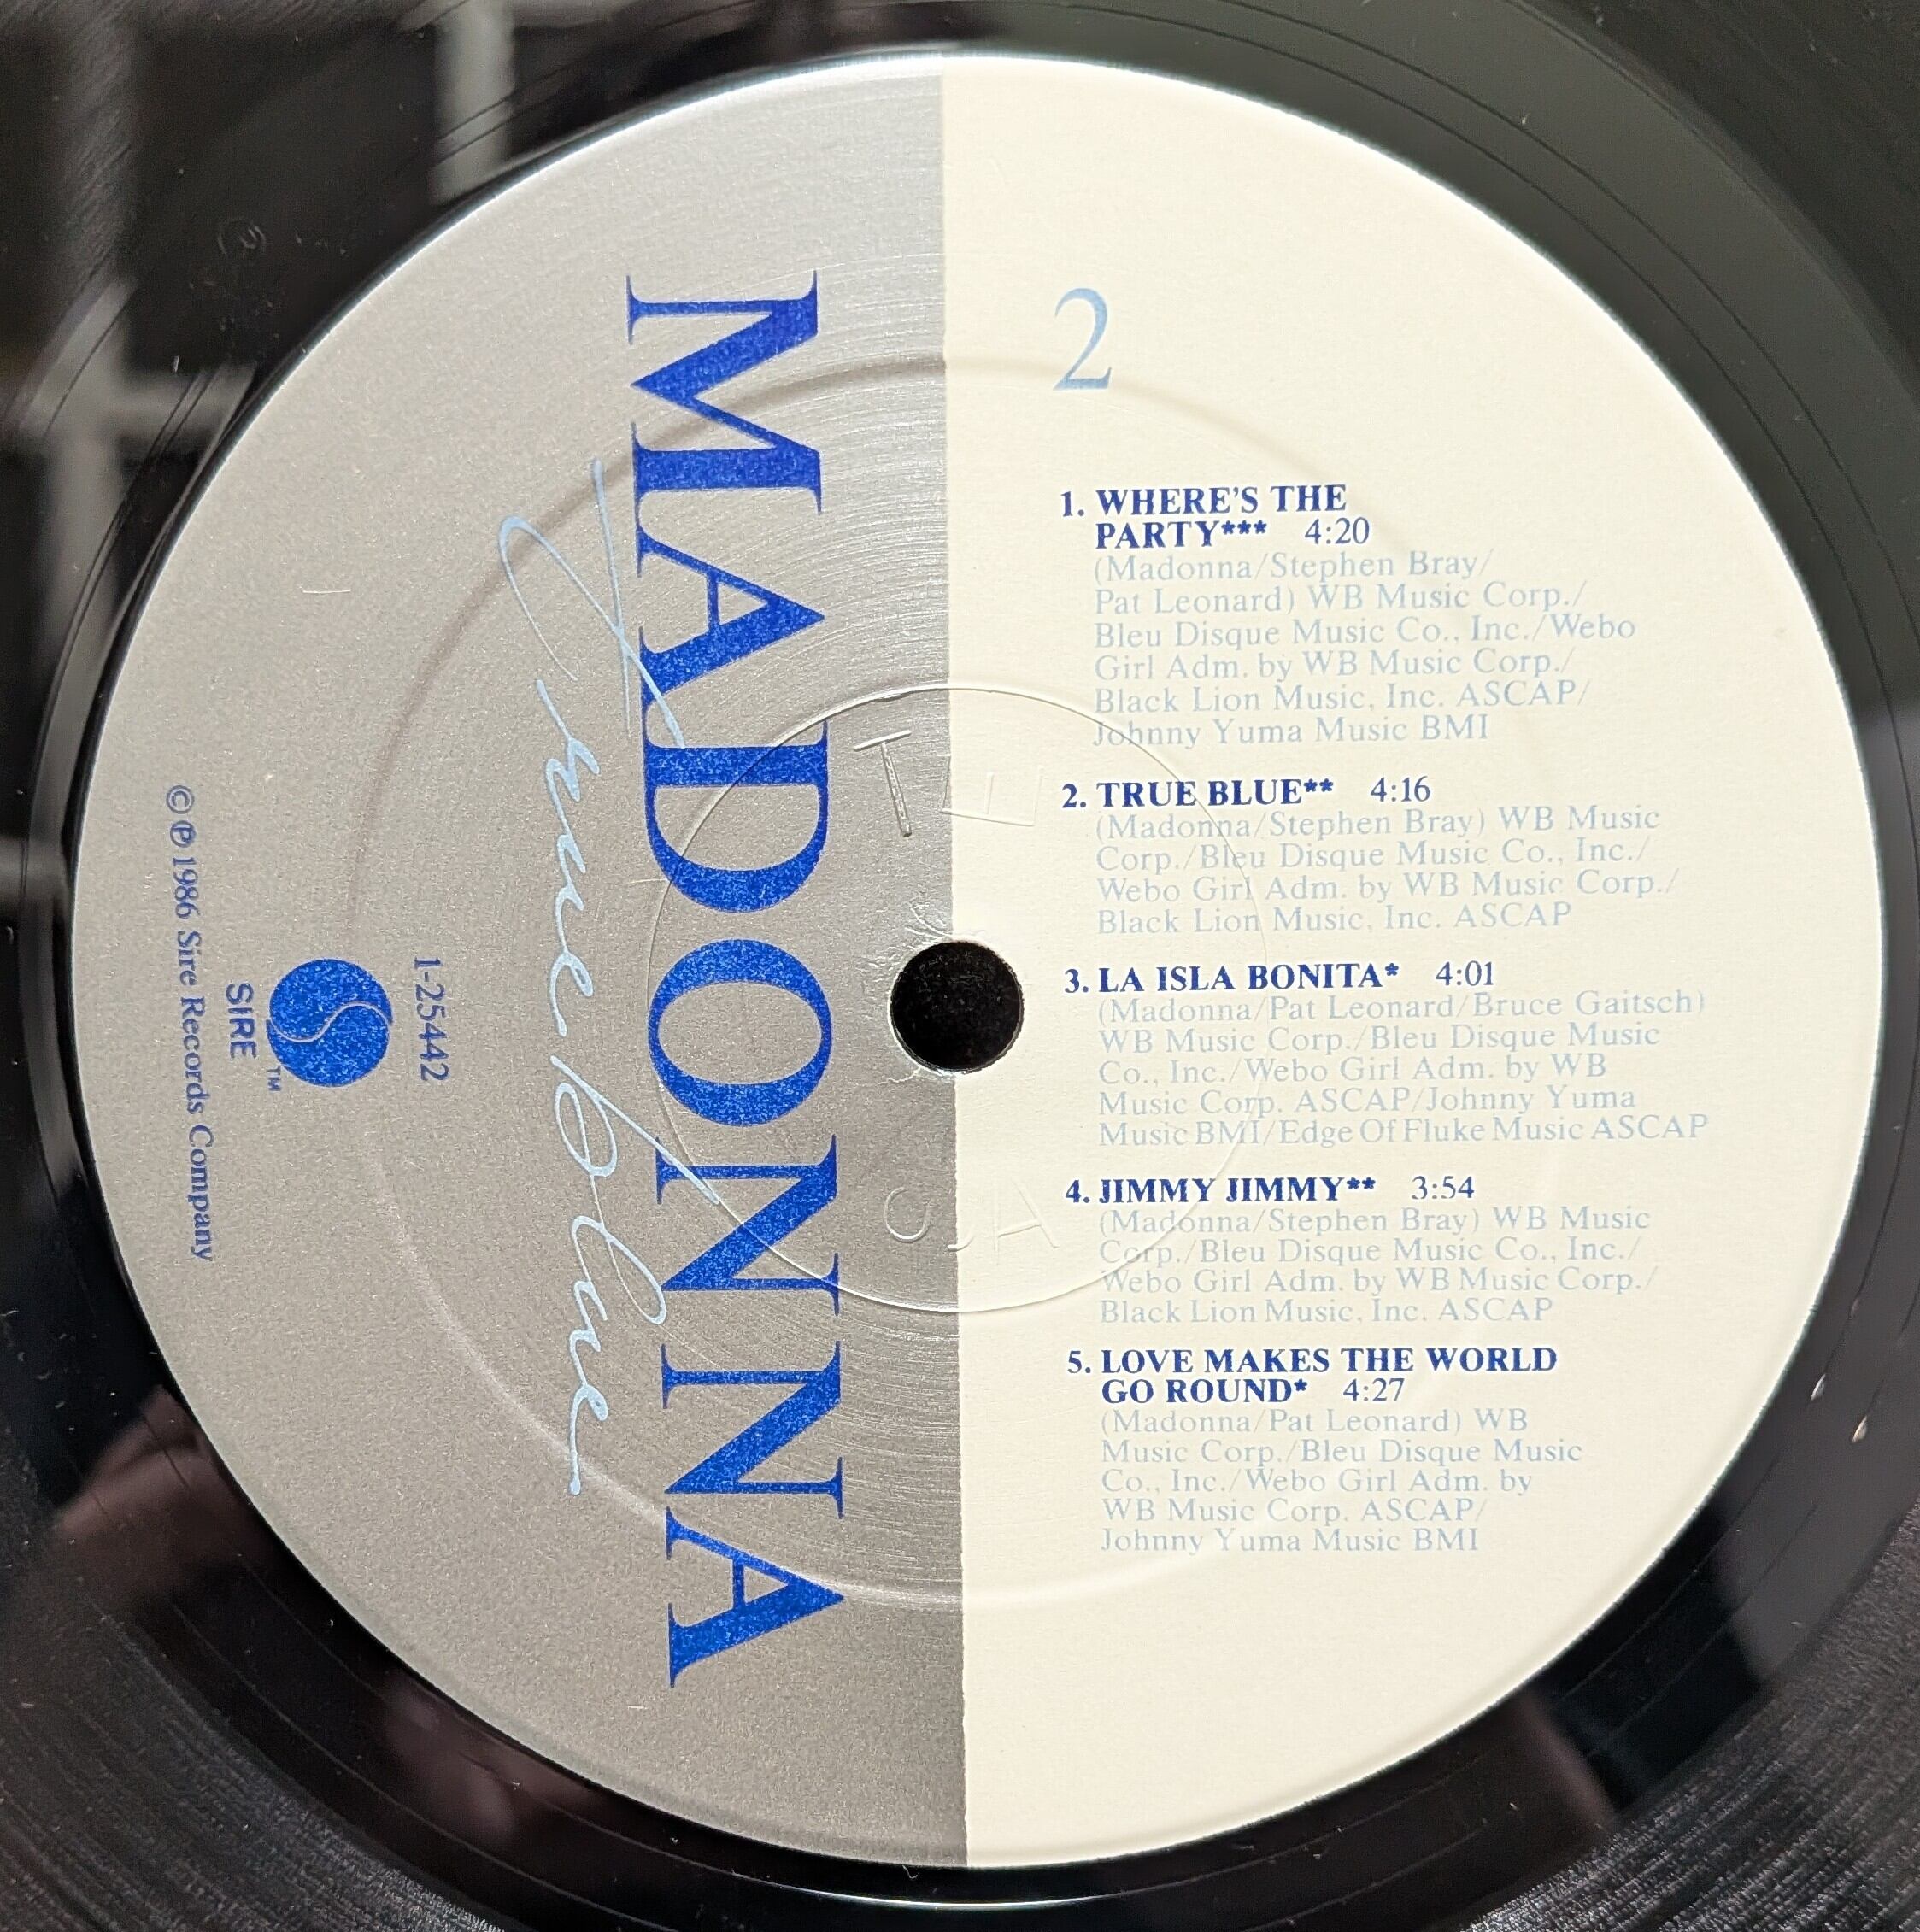 MADONNA
True Blue
1-25442
SIRE
TM
© ℗ 1986 Sire Records Company
2
1. WHERE'S THE
PARTY*** 4:20
(Madonna/Stephen Bray/
Pat Leonard) WB Music Corp./
Bleu Disque Music Co., Inc./Webo
Girl Adm. by WB Music Corp./
Black Lion Music, Inc. ASCAP/
Johnny Yuma Music BMI
2. TRUE BLUE** 4:16
(Madonna/Stephen Bray) WB Music
Corp./Bleu Disque Music Co., Inc./
Webo Girl Adm. by WB Music Corp./
Black Lion Music, Inc. ASCAP
3. LA ISLA BONITA* 4:01
(Madonna/Pat Leonard/Bruce Gaitsch)
WB Music Corp./Bleu Disque Music
Co., Inc./Webo Girl Adm. by WB
Music Corp. ASCAP/Johnny Yuma
Music BMI/Edge Of Fluke Music ASCAP
4. JIMMY JIMMY** 3:54
(Madonna/Stephen Bray) WB Music
Corp./Bleu Disque Music Co., Inc./
Webo Girl Adm. by WB Music Corp./
Black Lion Music, Inc. ASCAP
5. LOVE MAKES THE WORLD
GO ROUND* 4:27
(Madonna/Pat Leonard) WB
Music Corp./Bleu Disque Music
Co., Inc./Webo Girl Adm. by
WB Music Corp. ASCAP/
Johnny Yuma Music BMI